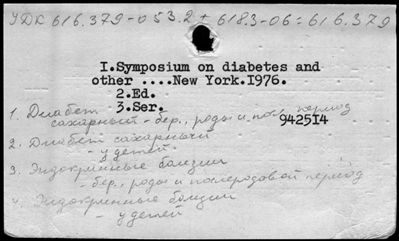 УДК 616.379-053.2 + 618.3-06:616.379
I.Symposium on diabetes and
other ....New York.I976.
2.Ed.
3.Ser.
9425I4
1. Диабет
сахарный - бер., роды и посл. период
2. Диабет сахарный
- у детей
3. Эндокринные болезни
- бер., роды и послеродовой период
4. Эндокринные болезни
- у детей